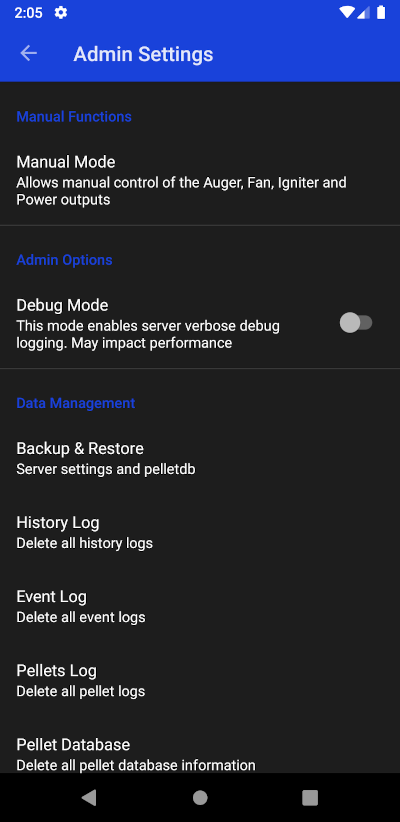 2:05
Admin Settings
Manual Functions
Manual Mode
Allows manual control of the Auger, Fan, Igniter and
Power outputs
Admin Options
Debug Mode
This mode enables server verbose debug
logging. May impact performance
Data Management
Backup & Restore
Server settings and pelletdb
History Log
Delete all history logs
Event Log
Delete all event logs
Pellets Log
Delete all pellet logs
Pellet Database
Delete all pellet database information